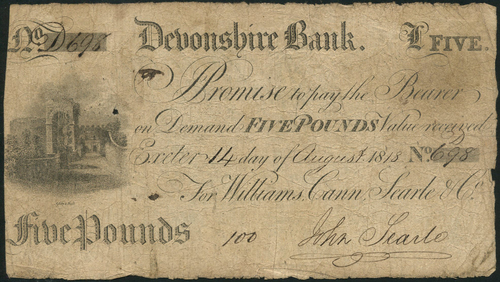 No D698 Devonshire Bank. £ FIVE.
I Promise to pay the Bearer
on Demand FIVE POUNDS Value received
Exeter 14 day of August 1818 No 698
For Williams, Cann, Searle & Co.
Five Pounds 100 John Searle